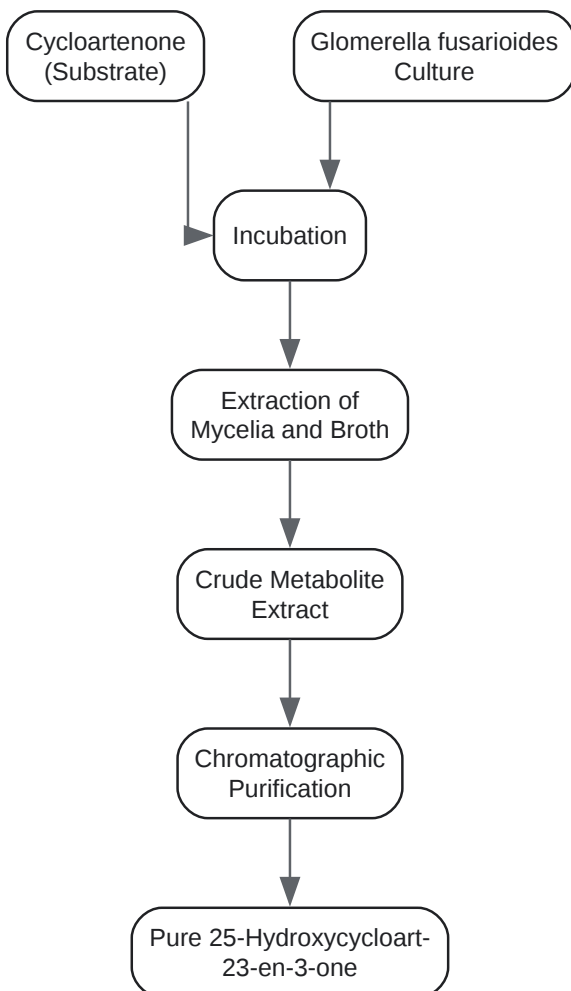 Cycloartenone
(Substrate)
Glomerella fusarioides
Culture
Incubation
Extraction of
Mycelia and Broth
Crude Metabolite
Extract
Chromatographic
Purification
Pure 25-Hydroxycycloart-
23-en-3-one